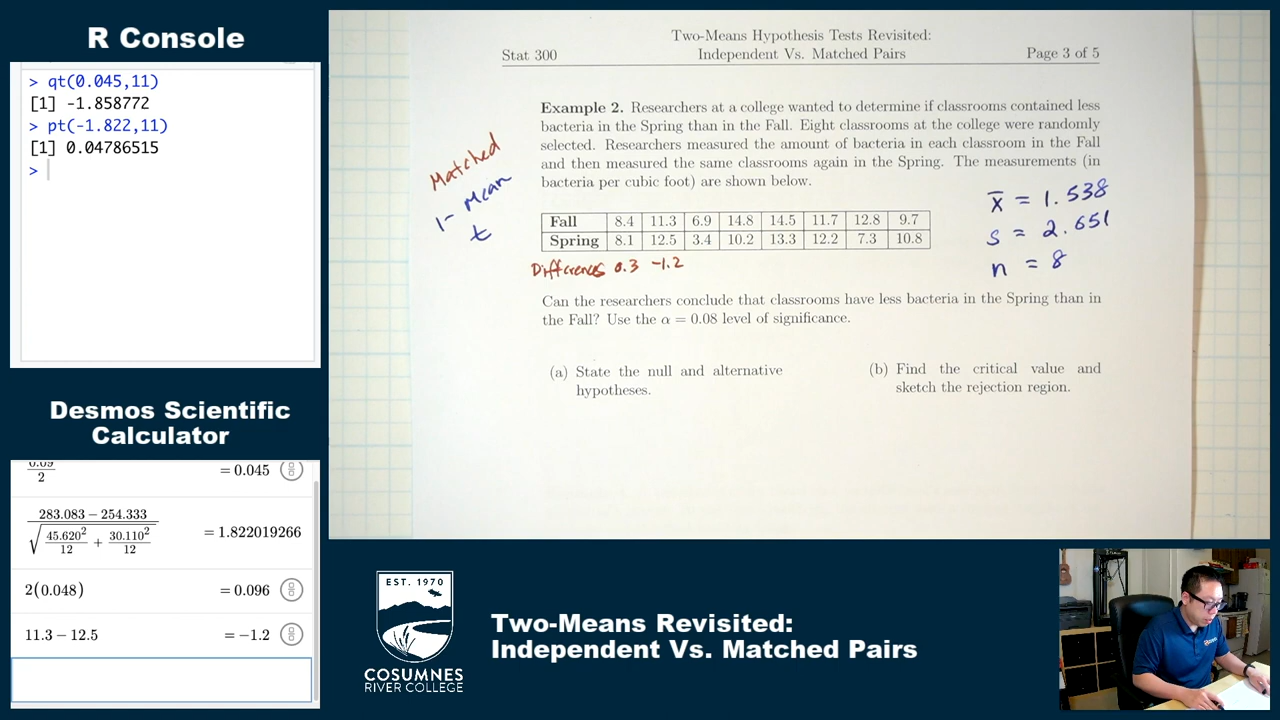 R Console
> qt(0.045,11)
[1] -1.858772
> pt(-1.822,11)
[1] 0.04786515
>
Desmos Scientific
Calculator
0.09
2
= 0.045
283.083 − 254.333
45.620² 30.110²
12 + 12
= 1.822019266
2(0.048) = 0.096
11.3 − 12.5 = −1.2
Stat 300
Two-Means Hypothesis Tests Revisited:
Independent Vs. Matched Pairs
Page 3 of 5
Example 2. Researchers at a college wanted to determine if classrooms contained less
bacteria in the Spring than in the Fall. Eight classrooms at the college were randomly
selected. Researchers measured the amount of bacteria in each classroom in the Fall
and then measured the same classrooms again in the Spring. The measurements (in
bacteria per cubic foot) are shown below.
Matched
1- Mean
t
Fall 8.4 11.3 6.9 14.8 14.5 11.7 12.8 9.7
Spring 8.1 12.5 3.4 10.2 13.3 12.2 7.3 10.8
Differences 0.3 -1.2
x̄ = 1.538
s = 2.651
n = 8
Can the researchers conclude that classrooms have less bacteria in the Spring than in
the Fall? Use the α = 0.08 level of significance.
(a) State the null and alternative
hypotheses.
(b) Find the critical value and
sketch the rejection region.
EST. 1970
COSUMNES
RIVER COLLEGE
Two-Means Revisited:
Independent Vs. Matched Pairs